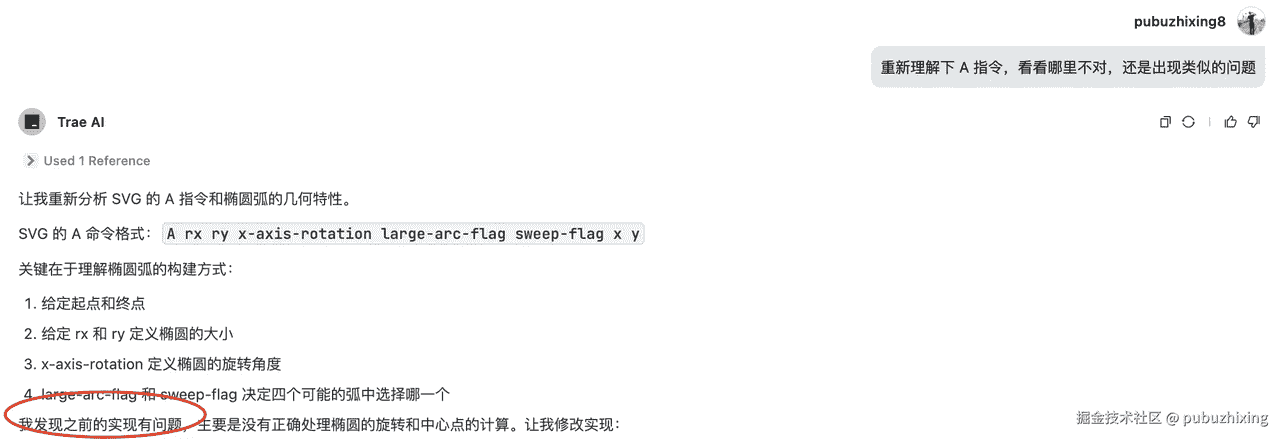 pubuzhixing8
重新理解下 A 指令，看看哪里不对，还是出现类似的问题
Trae AI
Used 1 Reference
让我重新分析 SVG 的 A 指令和椭圆弧的几何特性。
SVG 的 A 命令格式： A rx ry x-axis-rotation large-arc-flag sweep-flag x y
关键在于理解椭圆弧的构建方式：
1. 给定起点和终点
2. 给定 rx 和 ry 定义椭圆的大小
3. x-axis-rotation 定义椭圆的旋转角度
4. large-arc-flag 和 sweep-flag 决定四个可能的弧中选择哪一个
我发现之前的实现有问题，主要是没有正确处理椭圆的旋转和中心点的计算。让我修改实现：
掘金技术社区 @ pubuzhixing